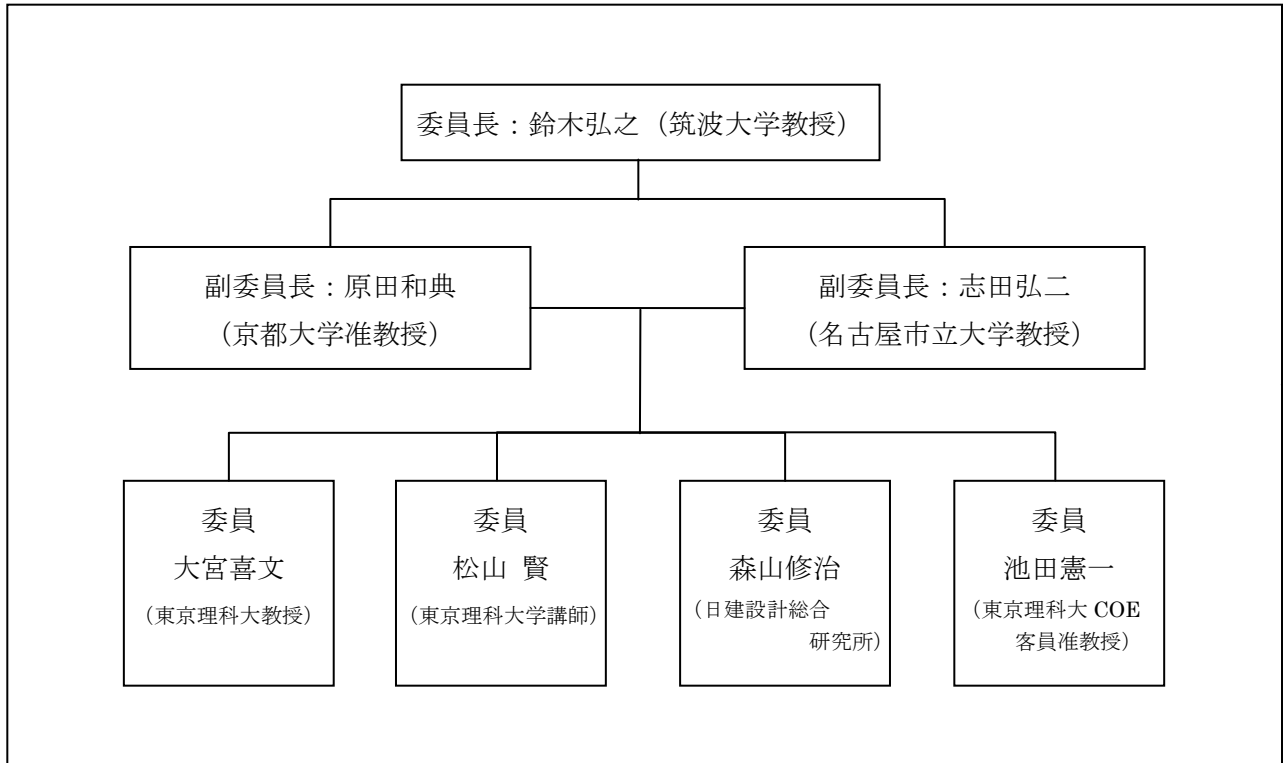 委員長：鈴木弘之（筑波大学教授）
副委員長：原田和典
（京都大学准教授）
副委員長：志田弘二
（名古屋市立大学教授）
委員
大宮喜文
（東京理科大教授）
委員
松山 賢
（東京理科大学講師）
委員
森山修治
（日建設計総合
研究所）
委員
池田憲一
（東京理科大 COE
客員准教授）